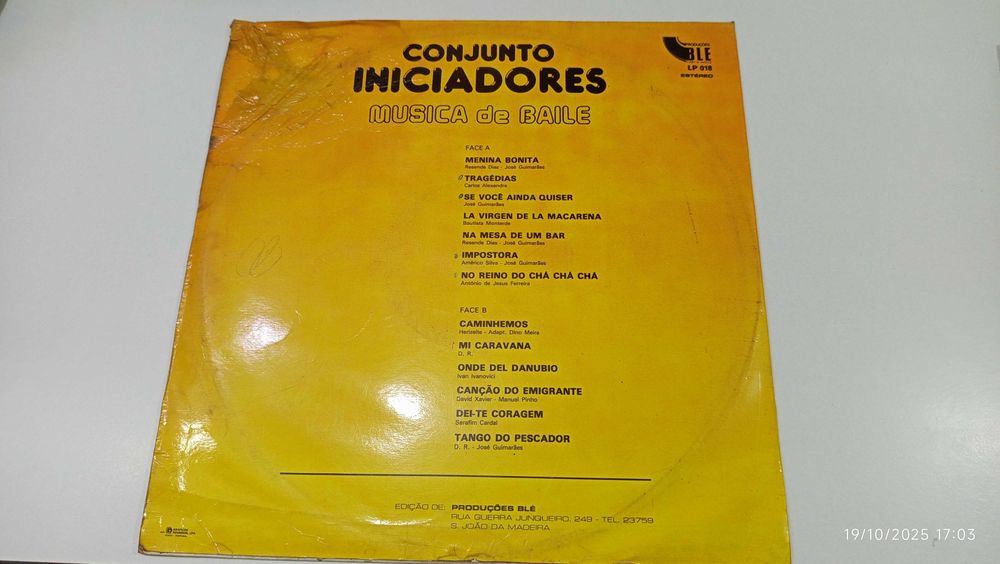 CONJUNTO
INICIADORES
MUSICA de BAILE
PRODUÇÕES
BLÉ
LP 018
ESTÉREO
FACE A
MENINA BONITA
Resende Dias - José Guimarães
TRAGÉDIAS
Carlos Alexandre
SE VOCÊ AINDA QUISER
José Guimarães
LA VIRGEN DE LA MACARENA
Bautista Monterde
NA MESA DE UM BAR
Resende Dias - José Guimarães
IMPOSTORA
Américo Silva - José Guimarães
NO REINO DO CHÁ CHÁ CHÁ
António de Jesus Ferreira
FACE B
CAMINHEMOS
Herizelto - Adapt. Dino Meira
MI CARAVANA
D. R.
ONDE DEL DANUBIO
Ivan Ivanovici
CANÇÃO DO EMIGRANTE
David Xavier - Manuel Pinho
DEI-TE CORAGEM
Serafim Cardal
TANGO DO PESCADOR
D. R. - José Guimarães
EDIÇÃO DE: PRODUÇÕES BLÉ
RUA GUERRA JUNQUEIRO, 249 - TEL. 23759
S. JOÃO DA MADEIRA
19/10/2025 17:03